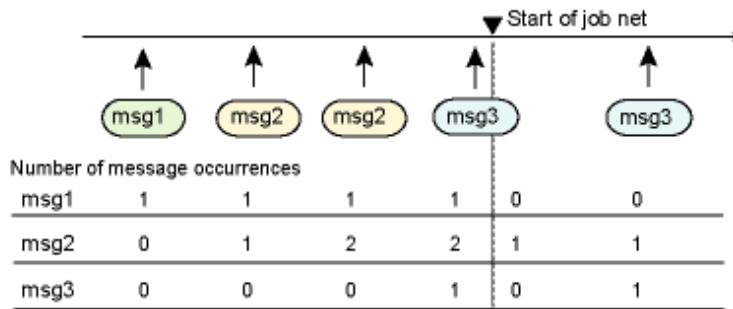 Start of job net
msg1 msg2 msg2 msg3 msg3
Number of message occurrences
msg1 1 1 1 1 0 0
msg2 0 1 2 2 1 1
msg3 0 0 0 1 0 1